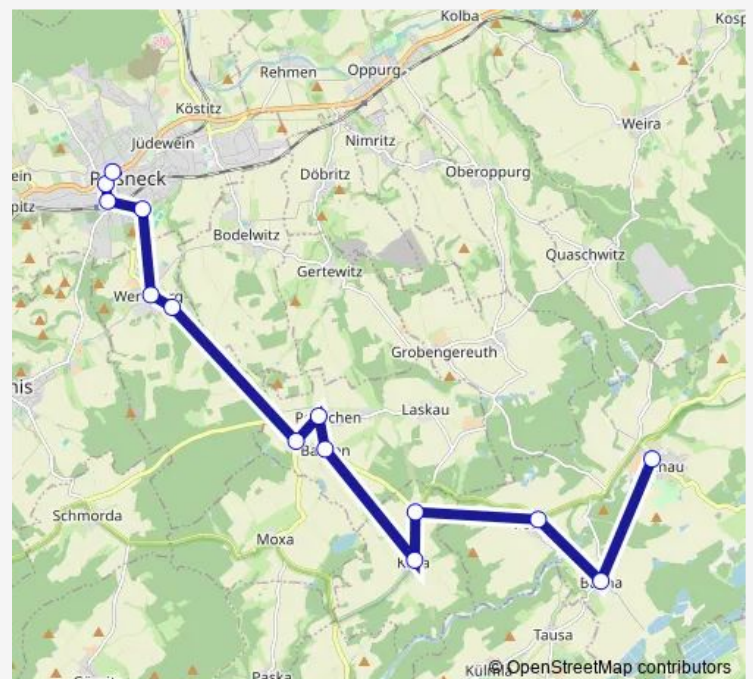 Kolba
Kosp
Rehmen
Oppurg
Köstitz
Weira
Jüdewein
Nimritz
ein
Döbritz
Oberoppurg
pitz
Bodelwitz
Gertewitz
Quaschwitz
Grobengereuth
nis
Laskau
Schmorda
Moxa
Tausa
Paska
© OpenStreetMap contributors